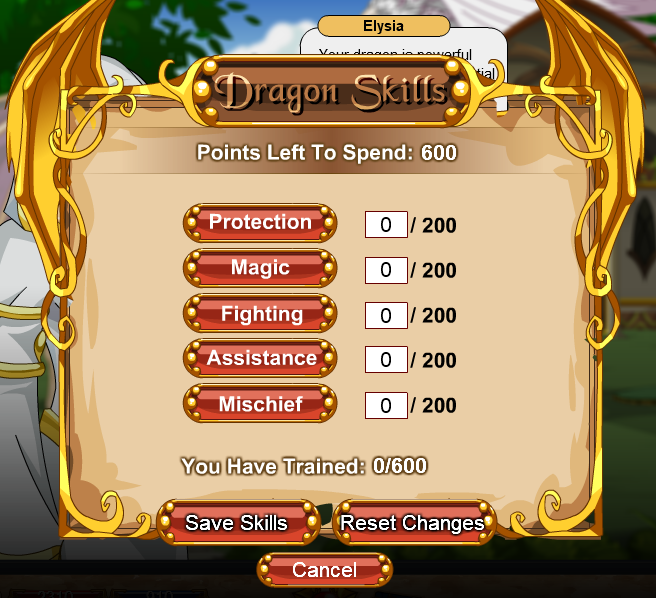 Elysia
Your dragon is powerful
Dragon Skills
Points Left To Spend: 600
Protection 0 / 200
Magic 0 / 200
Fighting 0 / 200
Assistance 0 / 200
Mischief 0 / 200
You Have Trained: 0/600
Save Skills Reset Changes
Cancel